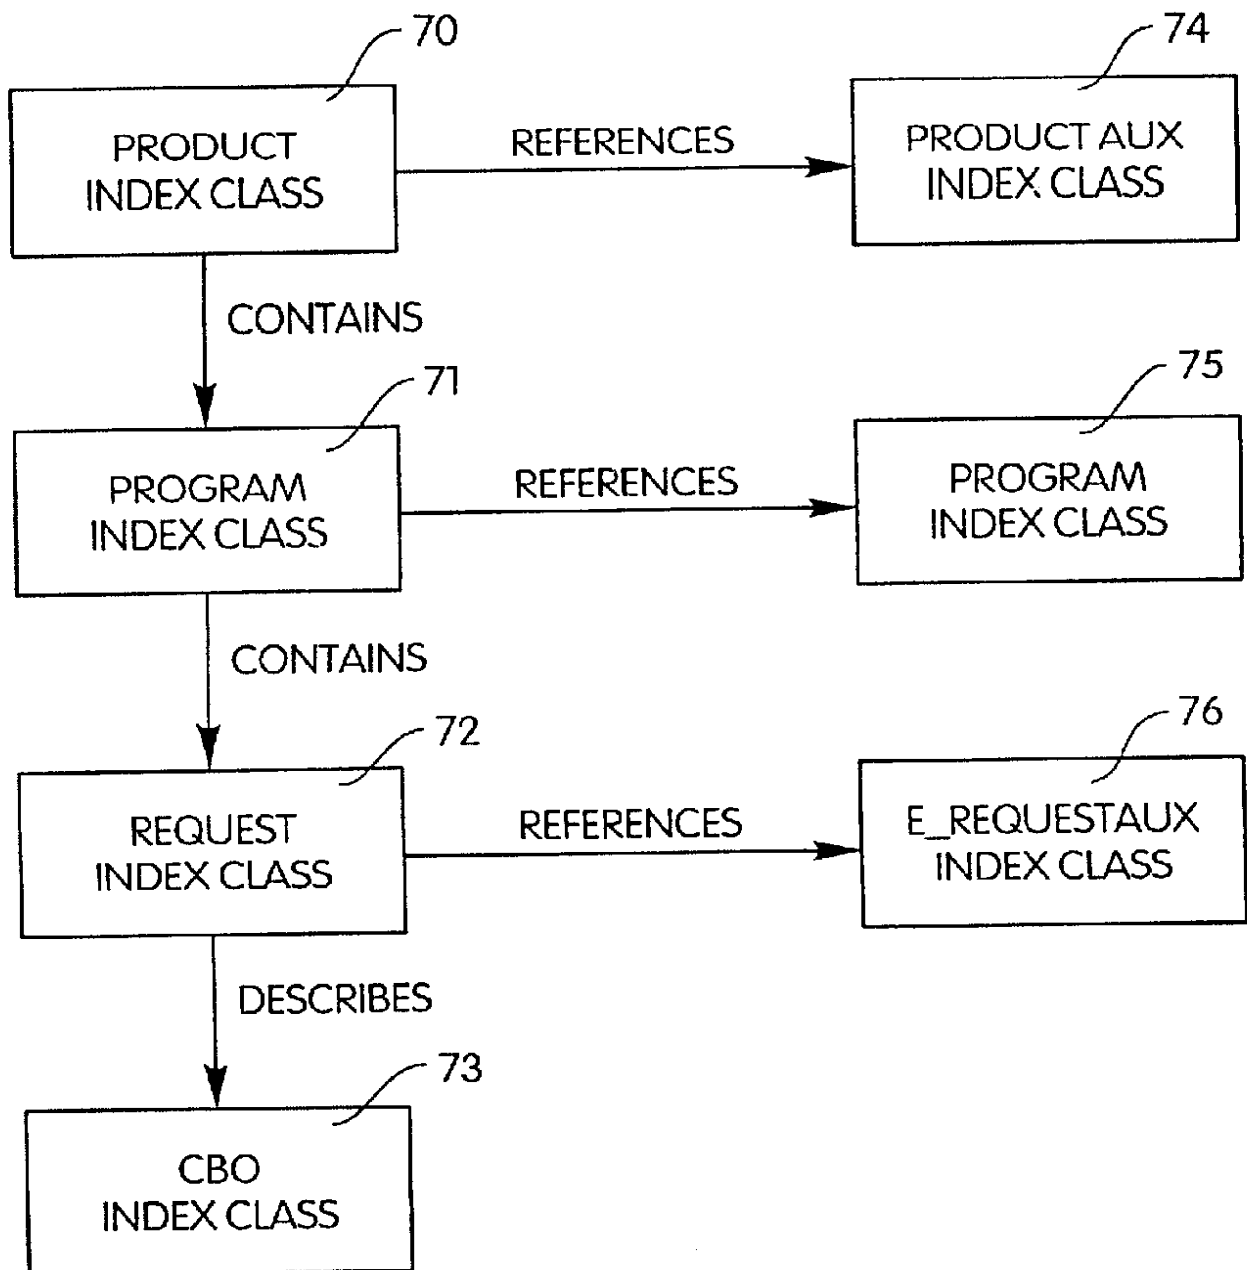 70
74
PRODUCT
INDEX CLASS
REFERENCES
PRODUCT AUX
INDEX CLASS
CONTAINS
71
75
PROGRAM
INDEX CLASS
REFERENCES
PROGRAM
INDEX CLASS
CONTAINS
72
76
REQUEST
INDEX CLASS
REFERENCES
E_REQUESTAUX
INDEX CLASS
DESCRIBES
73
CBO
INDEX CLASS